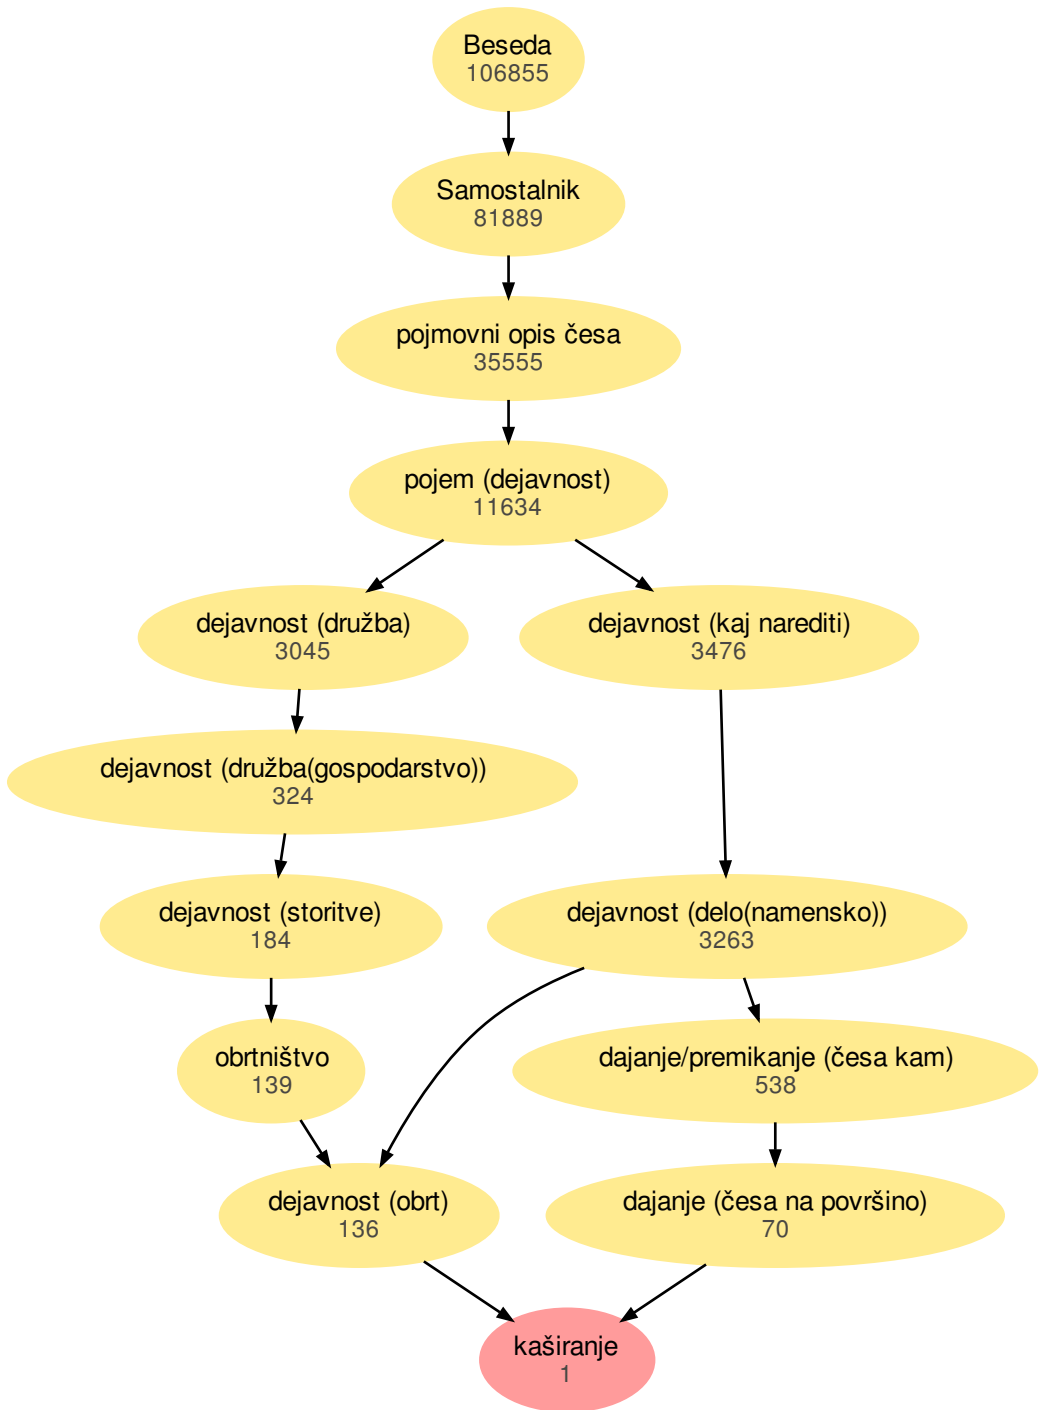 Beseda
106855
Samostalnik
81889
pojmovni opis česa
35555
pojem (dejavnost)
11634
dejavnost (družba)
3045
dejavnost (kaj narediti)
3476
dejavnost (družba(gospodarstvo))
324
dejavnost (storitve)
184
dejavnost (delo(namensko))
3263
obrtništvo
139
dajanje/premikanje (česa kam)
538
dejavnost (obrt)
136
dajanje (česa na površino)
70
kaširanje
1